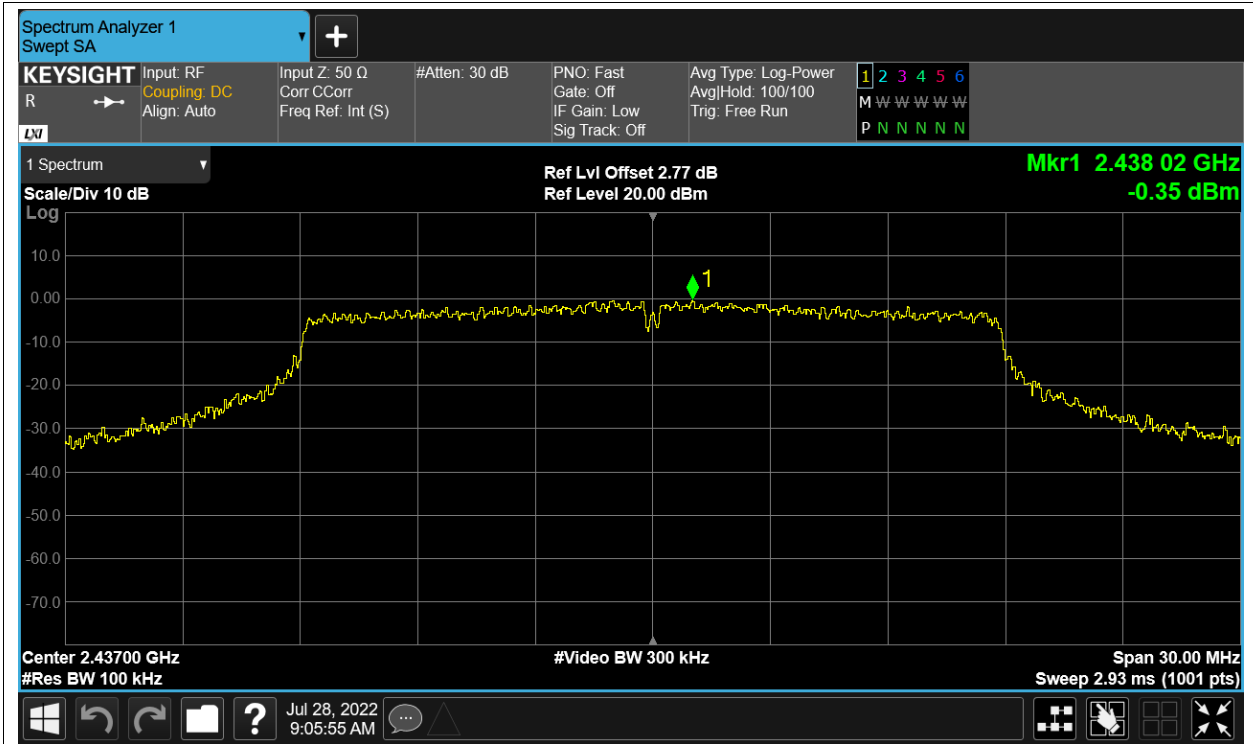 Spectrum Analyzer 1
Swept SA
KEYSIGHT
R
LXI
Input: RF
Coupling: DC
Align: Auto
Input Z: 50 Ω
Corr CCorr
Freq Ref: Int (S)
#Atten: 30 dB
PNO: Fast
Gate: Off
IF Gain: Low
Sig Track: Off
Avg Type: Log-Power
Avg|Hold: 100/100
Trig: Free Run
1 2 3 4 5 6
M W W W W W
P N N N N N
1 Spectrum
Scale/Div 10 dB
Log
Ref Lvl Offset 2.77 dB
Ref Level 20.00 dBm
Mkr1 2.438 02 GHz
-0.35 dBm
10.0
0.00
-10.0
-20.0
-30.0
-40.0
-50.0
-60.0
-70.0
1
Center 2.43700 GHz
#Res BW 100 kHz
#Video BW 300 kHz
Span 30.00 MHz
Sweep 2.93 ms (1001 pts)
?
Jul 28, 2022
9:05:55 AM